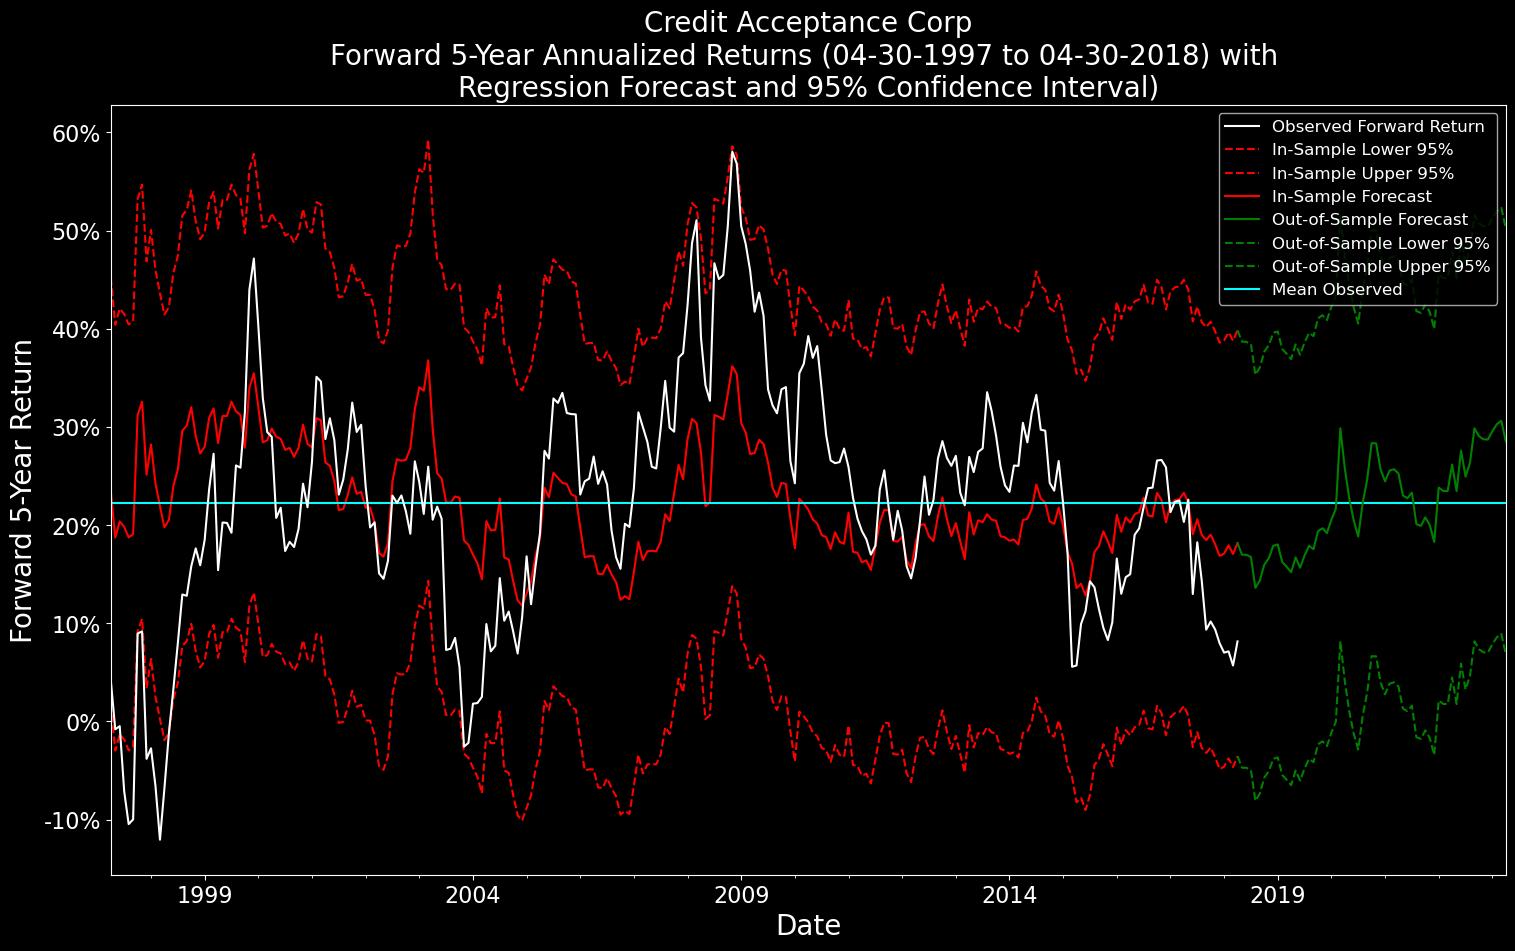 Credit Acceptance Corp
Forward 5-Year Annualized Returns (04-30-1997 to 04-30-2018) with
Regression Forecast and 95% Confidence Interval)
Observed Forward Return
In-Sample Lower 95%
In-Sample Upper 95%
In-Sample Forecast
Out-of-Sample Forecast
Out-of-Sample Lower 95%
Out-of-Sample Upper 95%
Mean Observed
Forward 5-Year Return
60%
50%
40%
30%
20%
10%
0%
-10%
1999 2004 2009 2014 2019
Date